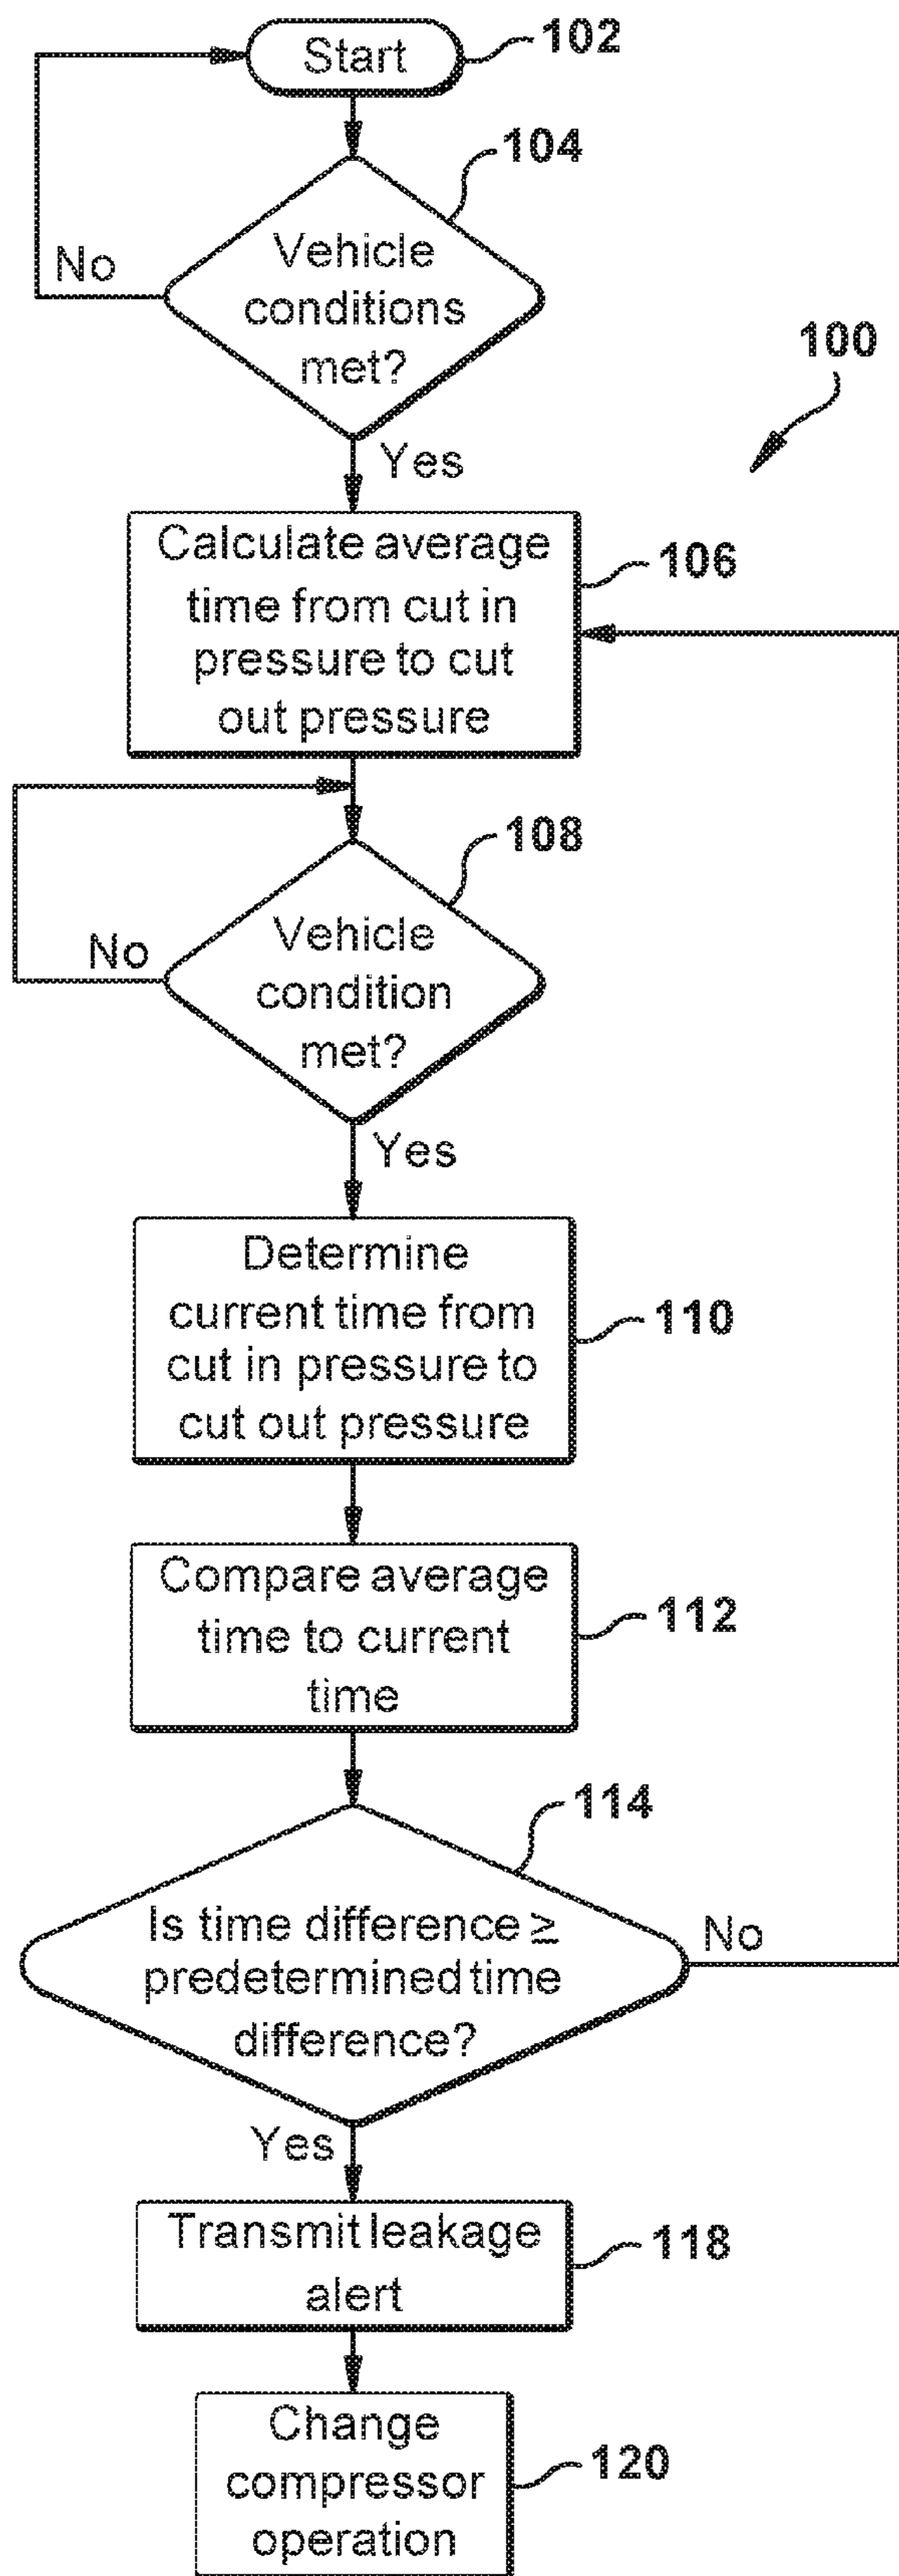 Start
102
104
Vehicle
conditions
met?
No
100
Yes
Calculate average
time from cut in
pressure to cut
out pressure
106
108
Vehicle
condition
met?
No
Yes
Determine
current time from
cut in pressure to
cut out pressure
110
Compare average
time to current
time
112
114
Is time difference ≥
predetermined time
difference?
No
Yes
Transmit leakage
alert
118
Change
compressor
operation
120